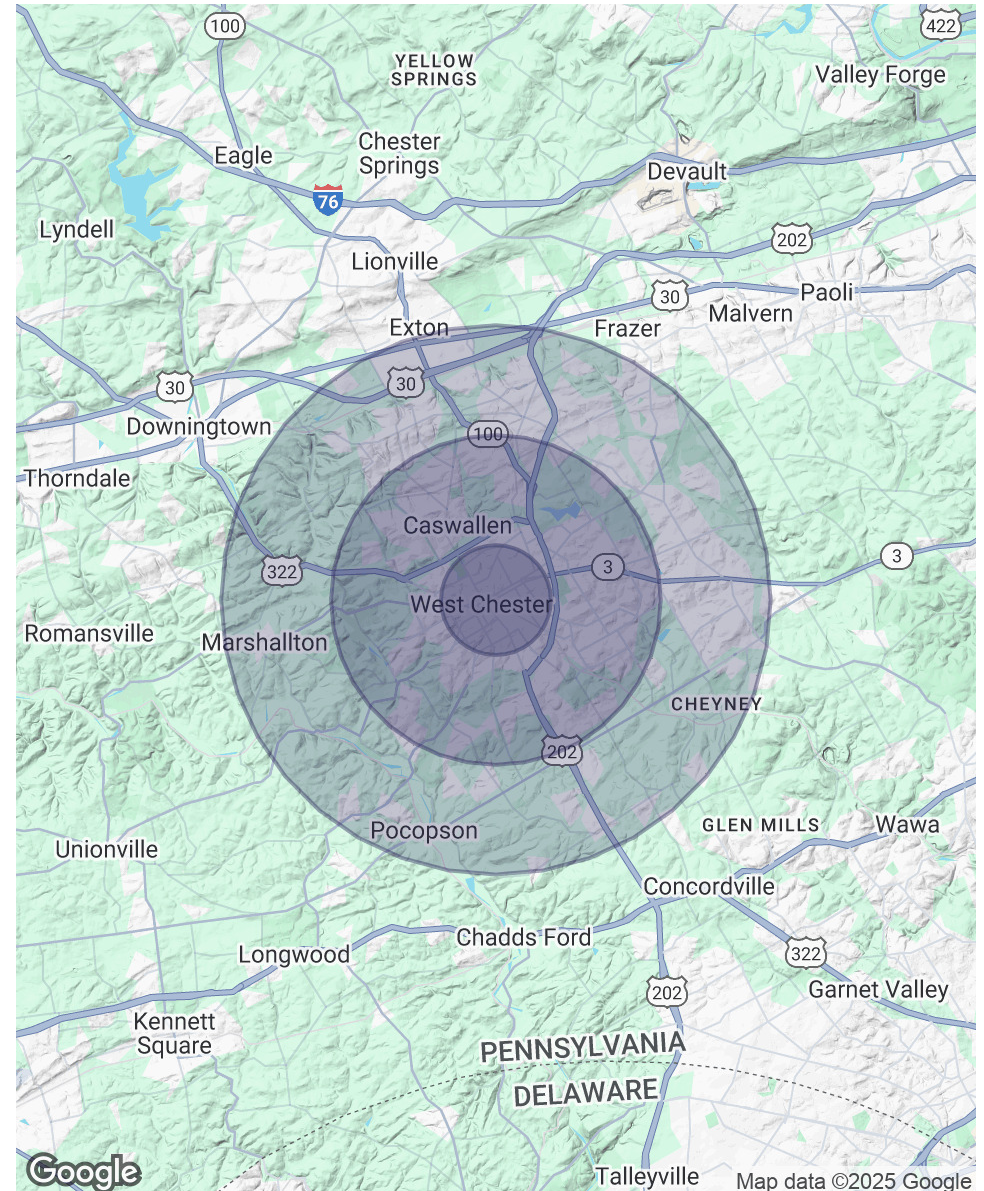 100
422
YELLOW
SPRINGS
Valley Forge
Chester
Springs
Eagle
Devault
76
Lyndell
202
Lionville
30
Paoli
Malvern
Exton
Frazer
30
30
Downingtown
100
Thorndale
Caswallen
3
322
3
West Chester
Romansville
Marshallton
CHEYNEY
202
Pocopson
GLEN MILLS
Wawa
Unionville
Concordville
Chadds Ford
Longwood
322
202
Garnet Valley
Kennett
Square
PENNSYLVANIA
DELAWARE
Talleyville
Google
Map data ©2025 Google